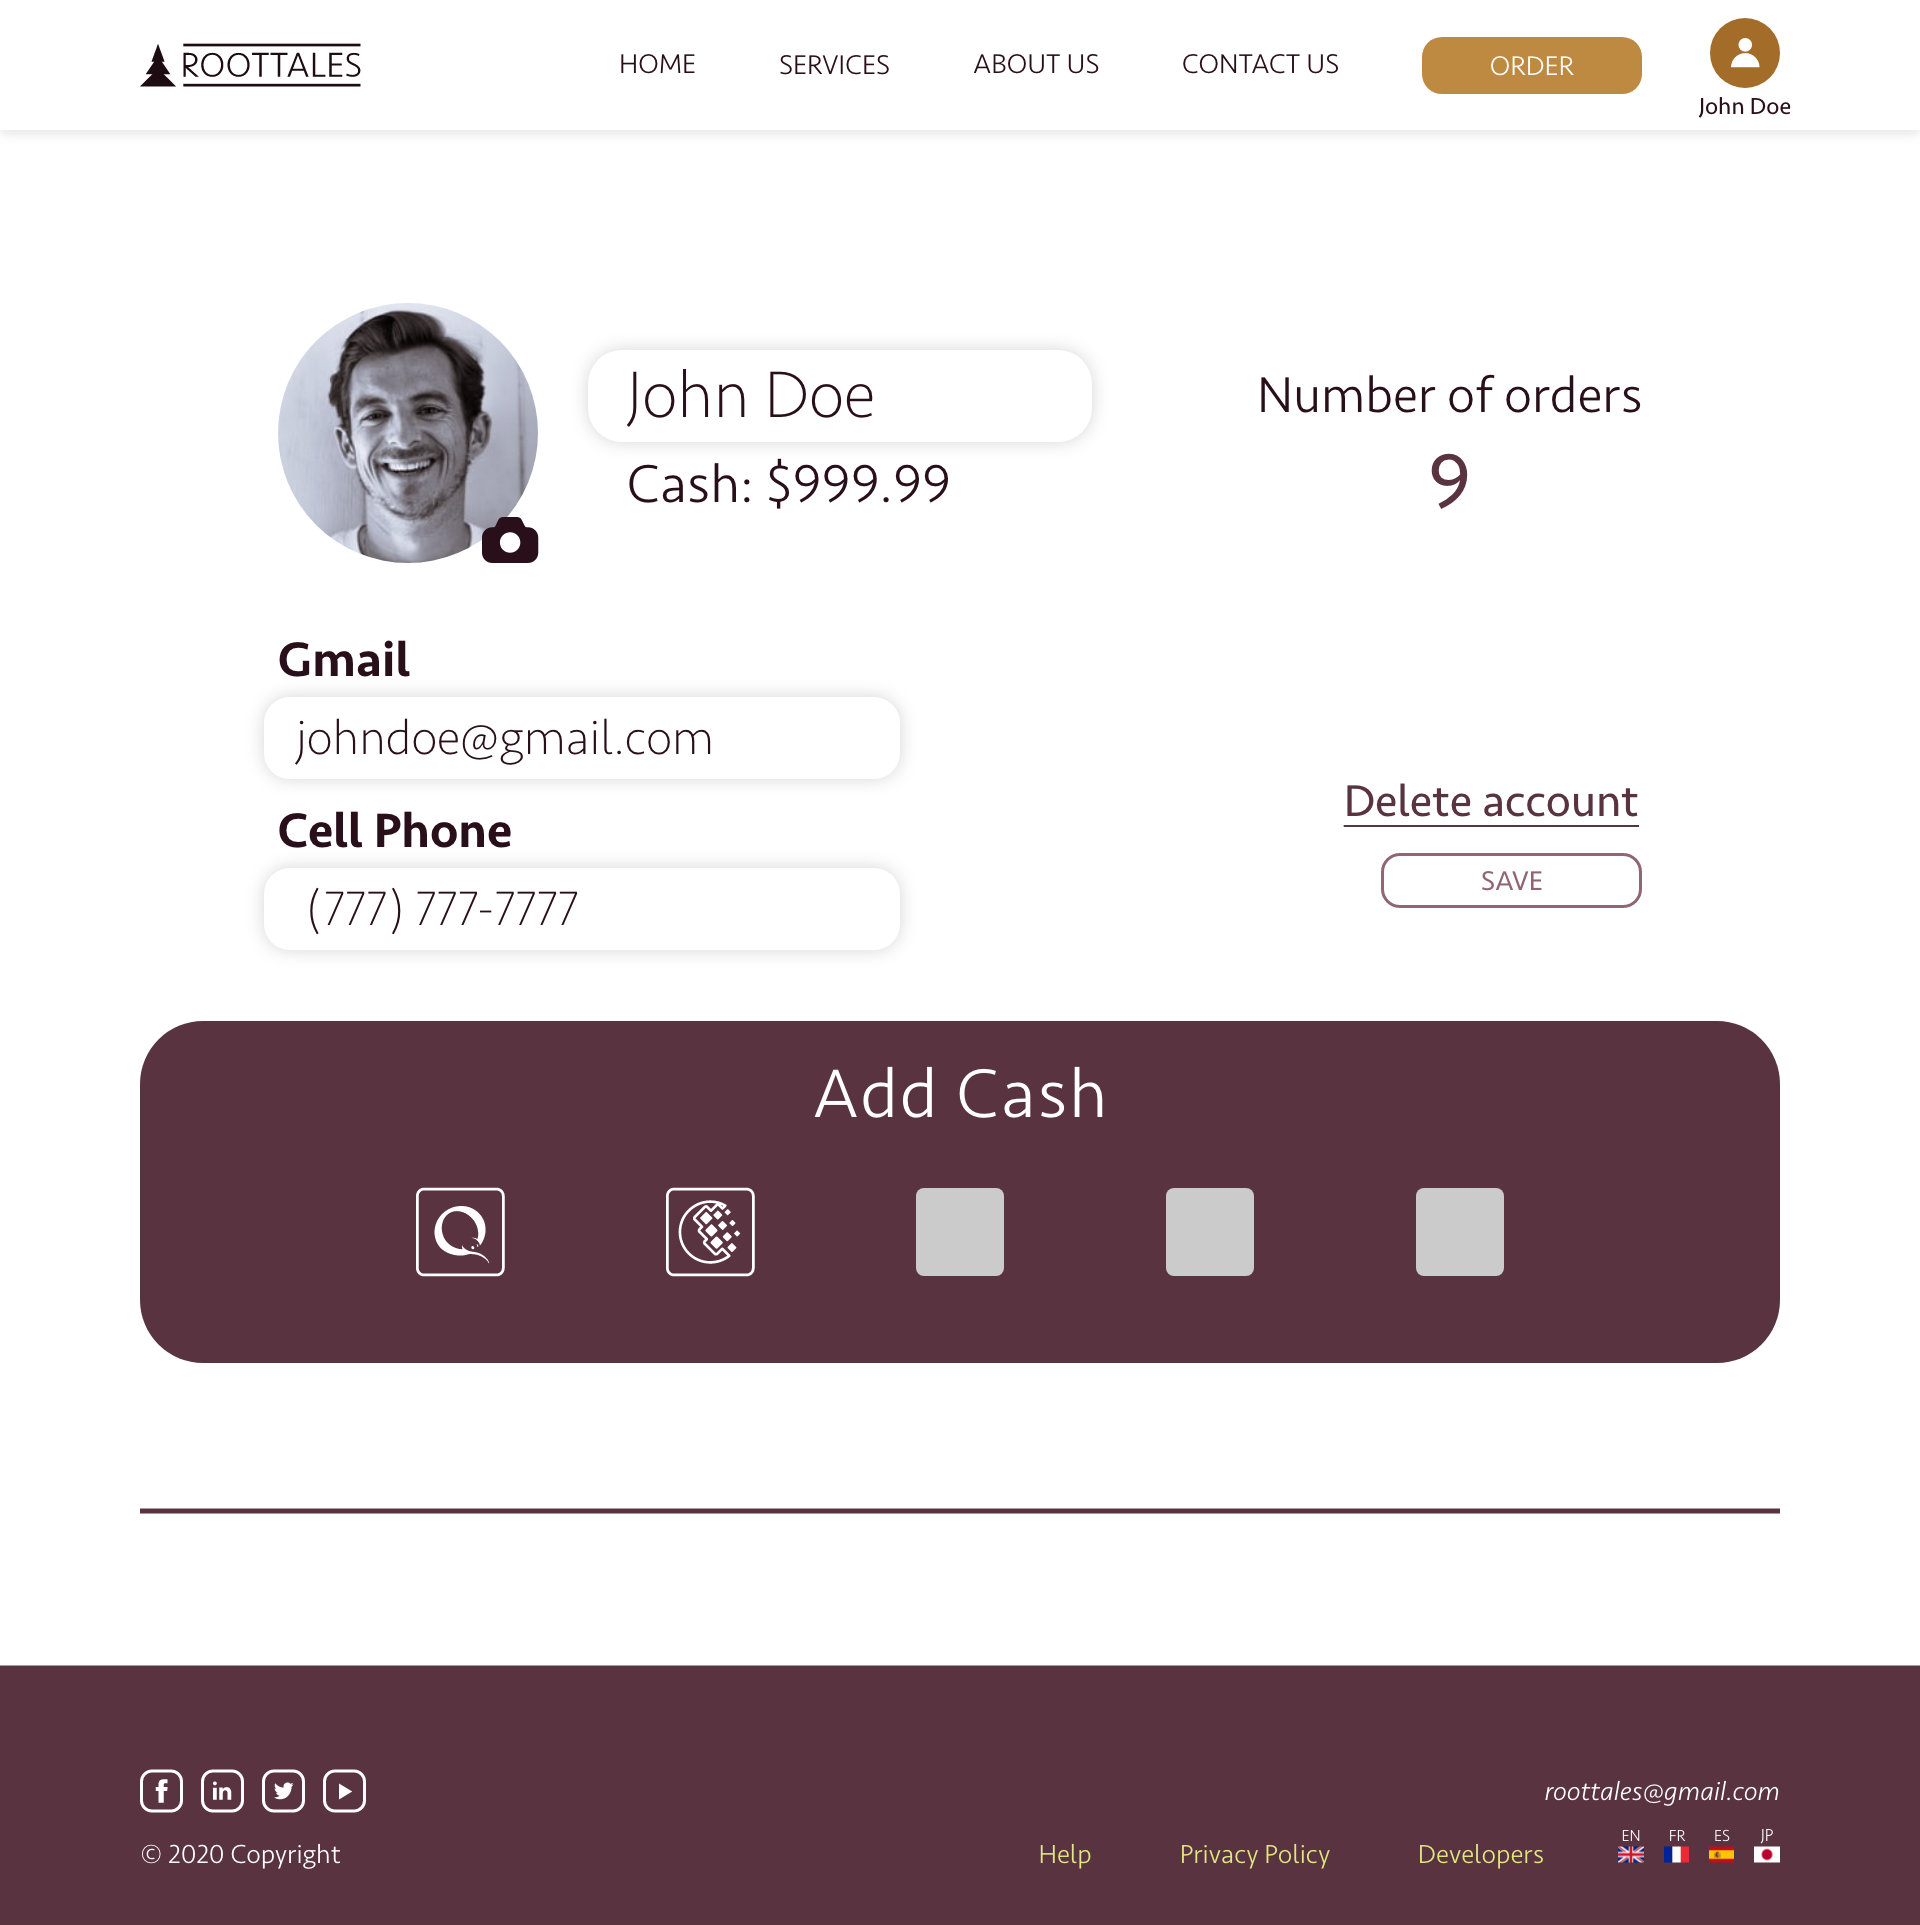 ROOTTALES
HOME
SERVICES
ABOUT US
CONTACT US
ORDER
John Doe
John Doe
Cash: $999.99
Number of orders
9
Gmail
johndoe@gmail.com
Cell Phone
(777) 777-7777
Delete account
SAVE
Add Cash
roottales@gmail.com
© 2020 Copyright
Help
Privacy Policy
Developers
EN
FR
ES
JP